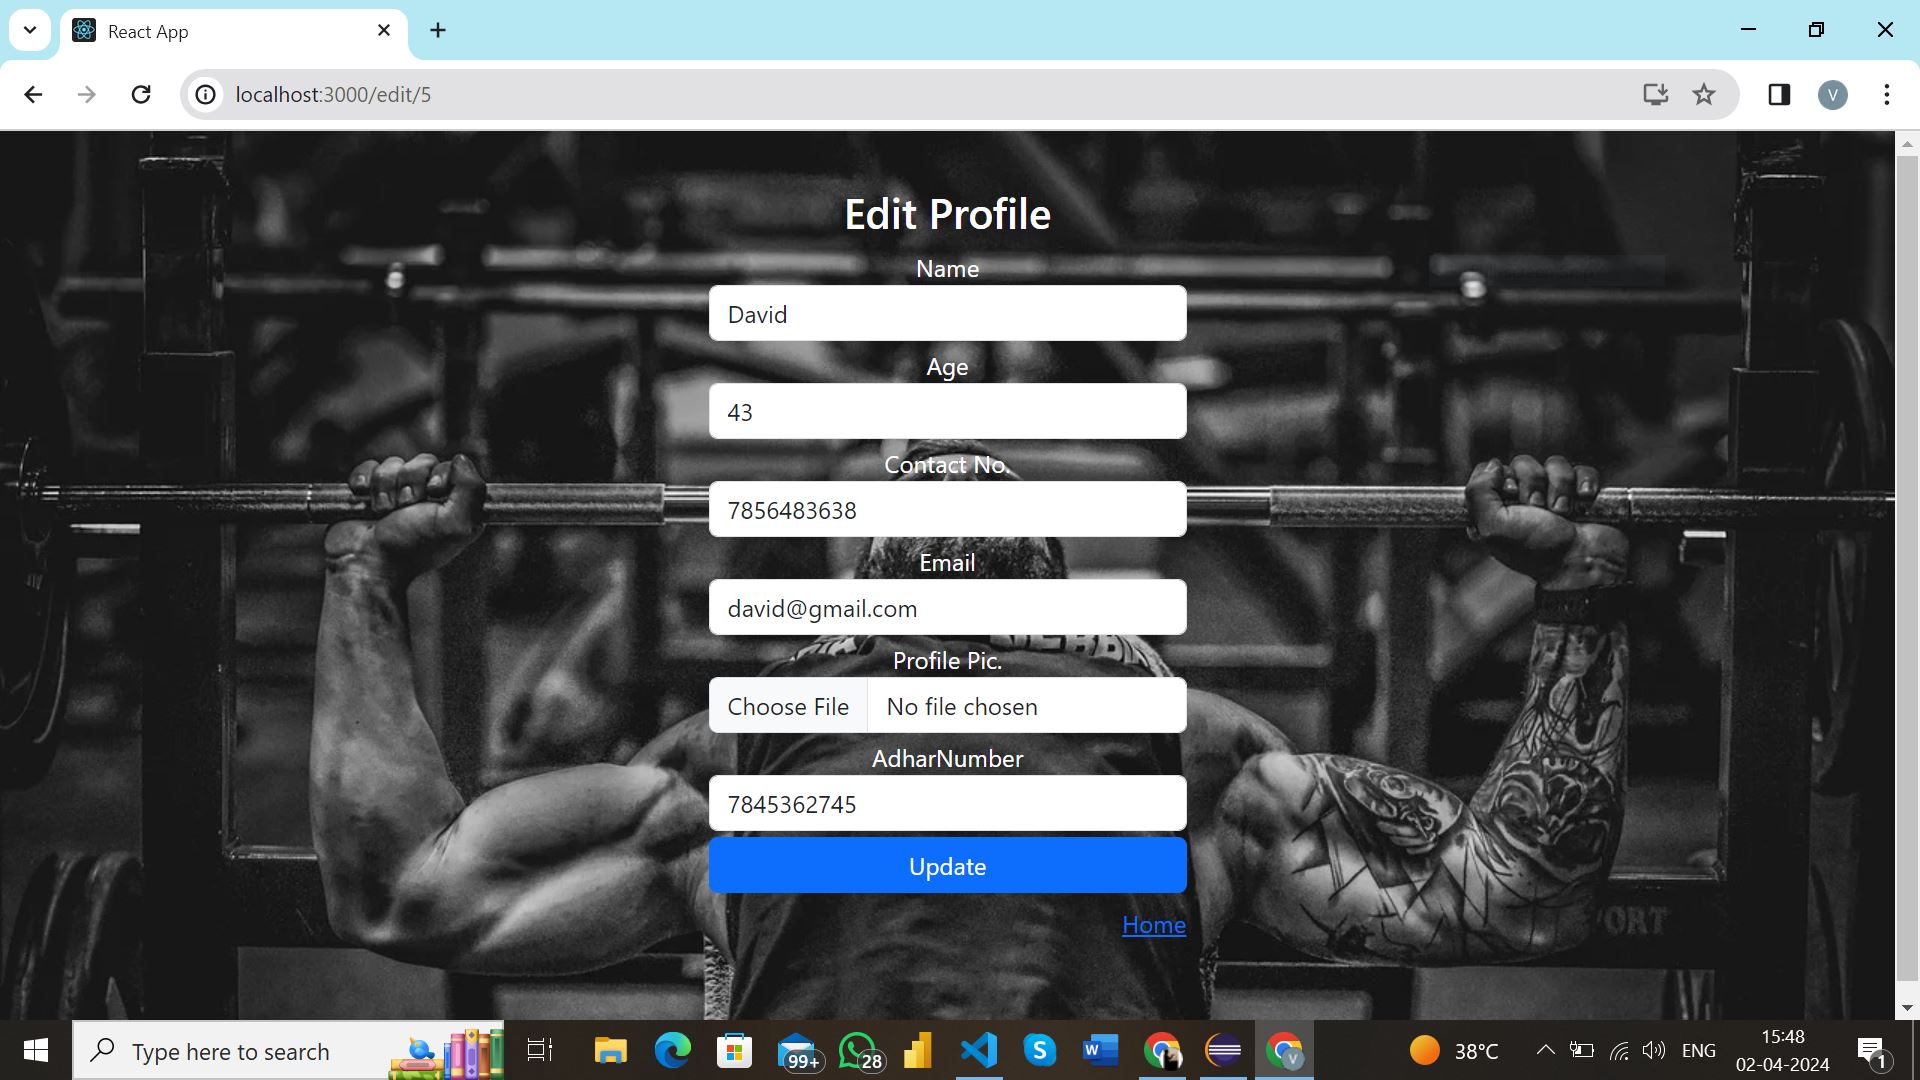 React App
localhost:3000/edit/5
V
Edit Profile
Name
David
Age
43
Contact No.
7856483638
Email
david@gmail.com
Profile Pic.
Choose File No file chosen
AdharNumber
7845362745
Update
Home
PORT
Type here to search
99+
28
S
W
V
38°C
ENG
15:48
02-04-2024
1